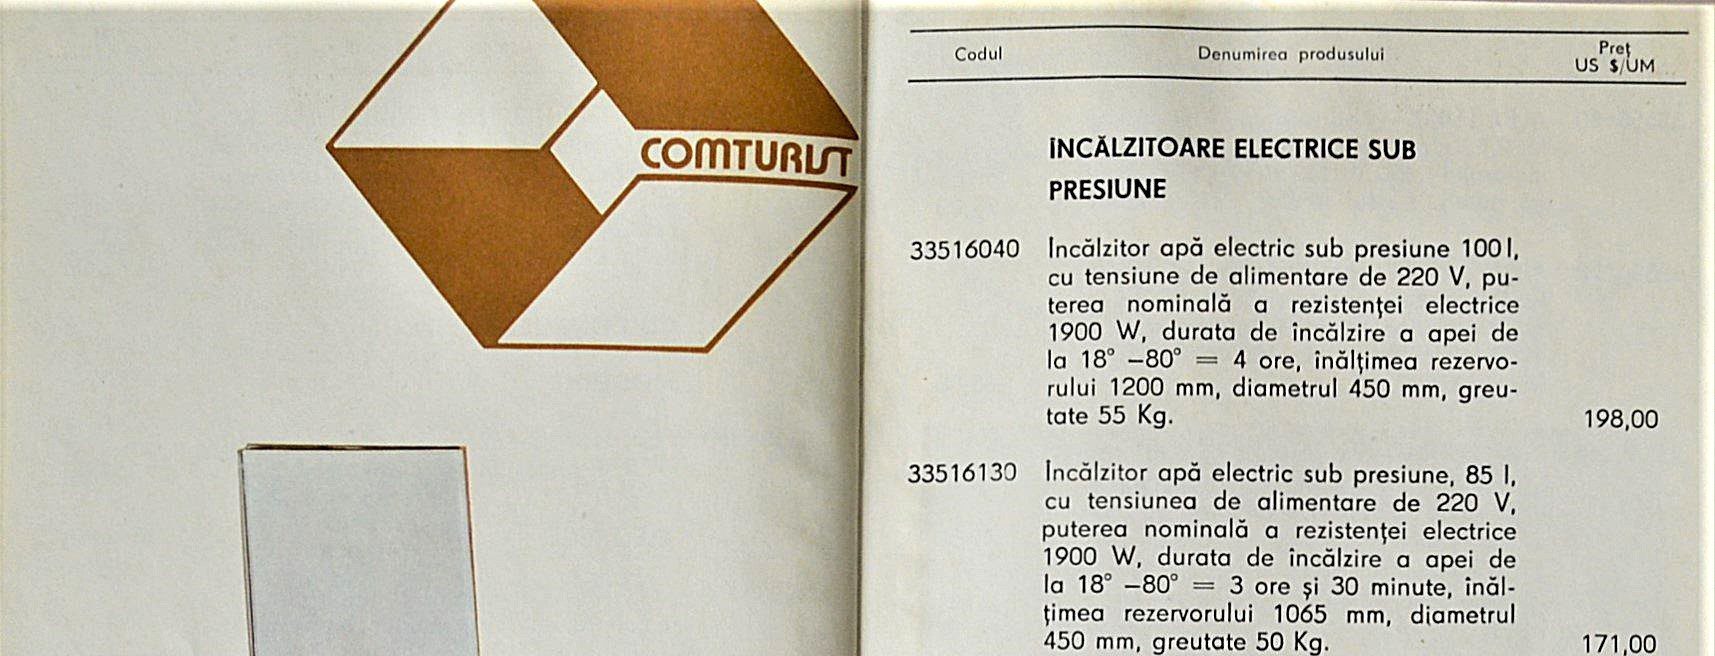 COMTURIST
Codul Denumirea produsului Preț US $/UM
ÎNCĂLZITOARE ELECTRICE SUB
PRESIUNE
33516040 Încălzitor apă electric sub presiune 100 l,
cu tensiune de alimentare de 220 V, pu-
terea nominală a rezistenței electrice
1900 W, durata de încălzire a apei de
la 18° –80° = 4 ore, înălțimea rezervo-
rului 1200 mm, diametrul 450 mm, greu-
tate 55 Kg. 198,00
33516130 Încălzitor apă electric sub presiune, 85 l,
cu tensiunea de alimentare de 220 V,
puterea nominală a rezistenței electrice
1900 W, durata de încălzire a apei de
la 18° –80° = 3 ore și 30 minute, înăl-
țimea rezervorului 1065 mm, diametrul
450 mm, greutate 50 Kg. 171,00